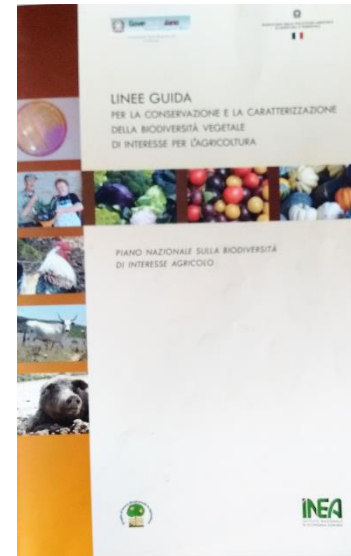 LINEE GUIDA
PER LA CONSERVAZIONE E LA CARATTERIZZAZIONE
DELLA BIODIVERSITÀ VEGETALE
DI INTERESSE PER L'AGRICOLTURA
PIANO NAZIONALE SULLA BIODIVERSITÀ
DI INTERESSE AGRICOLO
INEA